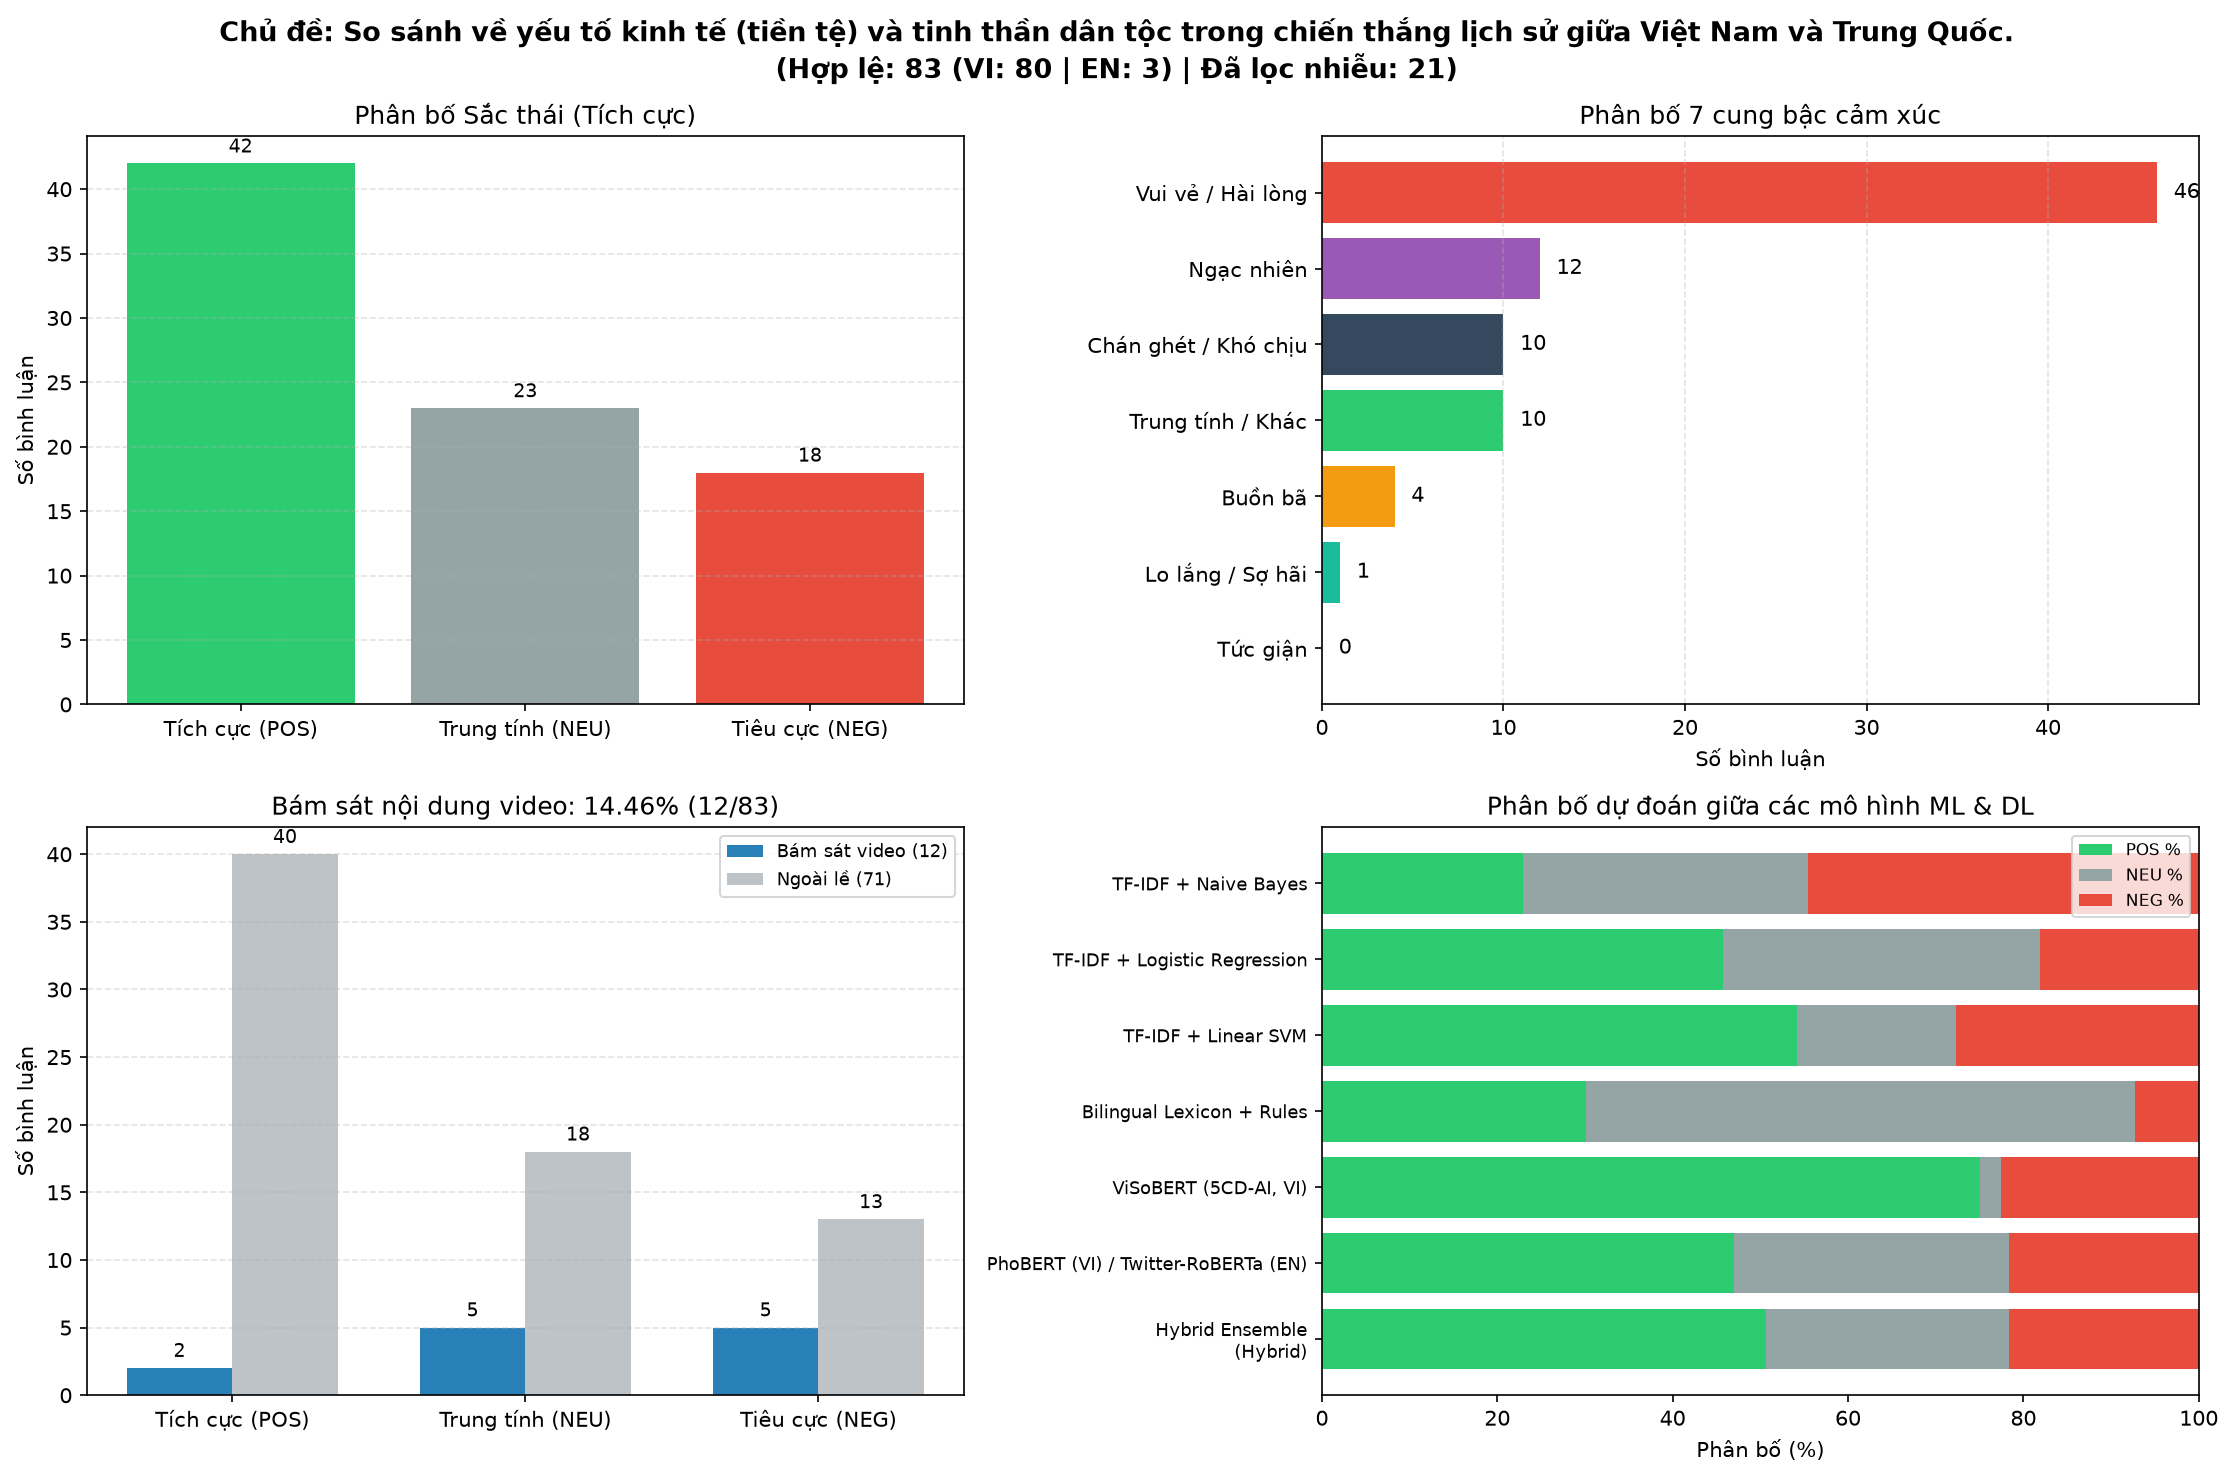 Chủ đề: So sánh về yếu tố kinh tế (tiền tệ) và tinh thần dân tộc trong chiến thắng lịch sử giữa Việt Nam và Trung Quốc.
(Hợp lệ: 83 (VI: 80 | EN: 3) | Đã lọc nhiễu: 21)
Phân bố Sắc thái (Tích cực)
Số bình luận
40
35
30
25
20
15
10
5
0
42
23
18
Tích cực (POS)
Trung tính (NEU)
Tiêu cực (NEG)
Phân bố 7 cung bậc cảm xúc
Vui vẻ / Hài lòng
46
Ngạc nhiên
12
Chán ghét / Khó chịu
10
Trung tính / Khác
10
Buồn bã
4
Lo lắng / Sợ hãi
1
Tức giận
0
0
10
20
30
40
Số bình luận
Bám sát nội dung video: 14.46% (12/83)
Bám sát video (12)
Ngoài lề (71)
Số bình luận
40
35
30
25
20
15
10
5
0
2
40
5
18
5
13
Tích cực (POS)
Trung tính (NEU)
Tiêu cực (NEG)
Phân bố dự đoán giữa các mô hình ML & DL
POS %
NEU %
NEG %
TF-IDF + Naive Bayes
TF-IDF + Logistic Regression
TF-IDF + Linear SVM
Bilingual Lexicon + Rules
ViSoBERT (5CD-AI, VI)
PhoBERT (VI) / Twitter-RoBERTa (EN)
Hybrid Ensemble
(Hybrid)
0
20
40
60
80
100
Phân bố (%)